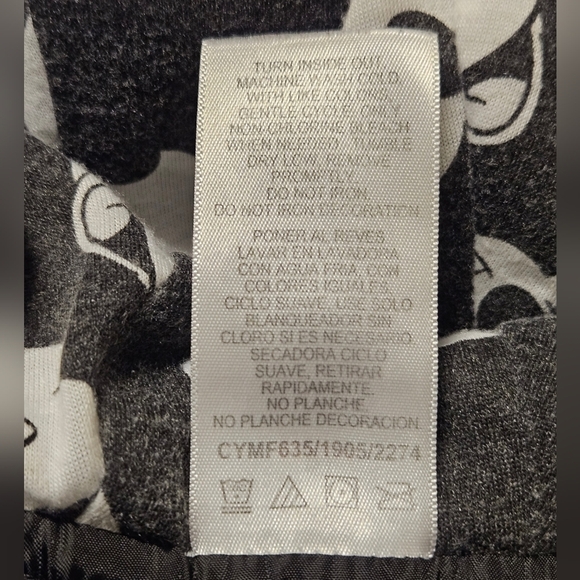 TURN INSIDE OUT.
MACHINE WASH COLD.
WITH LIKE COLORS.
GENTLE CYCLE. ONLY
NON-CHLORINE BLEACH
WHEN NEEDED. TUMBLE
DRY LOW, REMOVE
PROMPTLY.
DO NOT IRON.
DO NOT IRON DECORATION.
PONER AL REVES.
LAVAR EN LAVADORA
CON AGUA FRIA, CON
COLORES IGUALES.
CICLO SUAVE. USE SOLO
BLANQUEADOR SIN
CLORO SI ES NECESARIO.
SECADORA CICLO
SUAVE, RETIRAR
RAPIDAMENTE.
NO PLANCHE.
NO PLANCHE DECORACION.
CYMF635/1905/2274